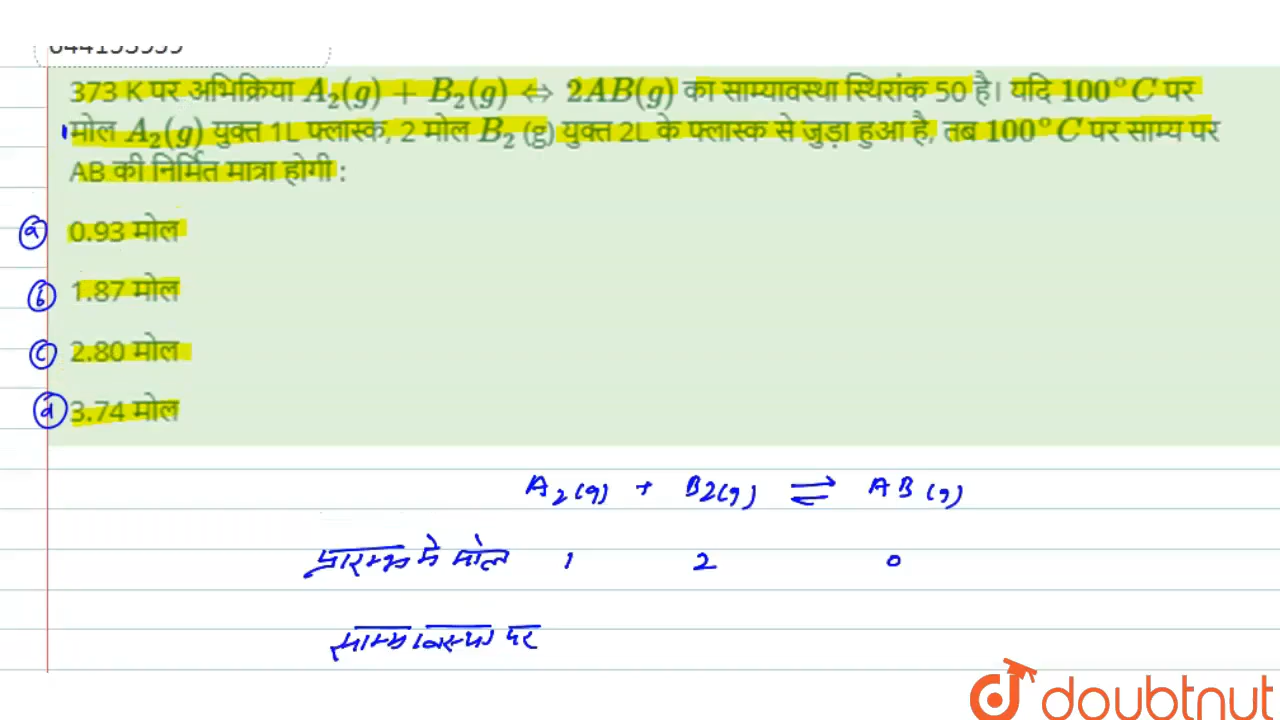 644153959
373 K पर अभिक्रिया A₂(g) + B₂(g) ⇔ 2AB(g) का साम्यावस्था स्थिरांक 50 है। यदि 100°C पर
1 मोल A₂(g) युक्त 1L फ्लास्क, 2 मोल B₂ (g) युक्त 2L के फ्लास्क से जुड़ा हुआ है, तब 100°C पर साम्य पर
AB की निर्मित मात्रा होगी :
a 0.93 मोल
b 1.87 मोल
c 2.80 मोल
d 3.74 मोल
A₂(g) + B₂(g) ⇌ AB(g)
प्रारम्भ मे मोल 1 2 0
साम्यावस्था पर
doubtnut